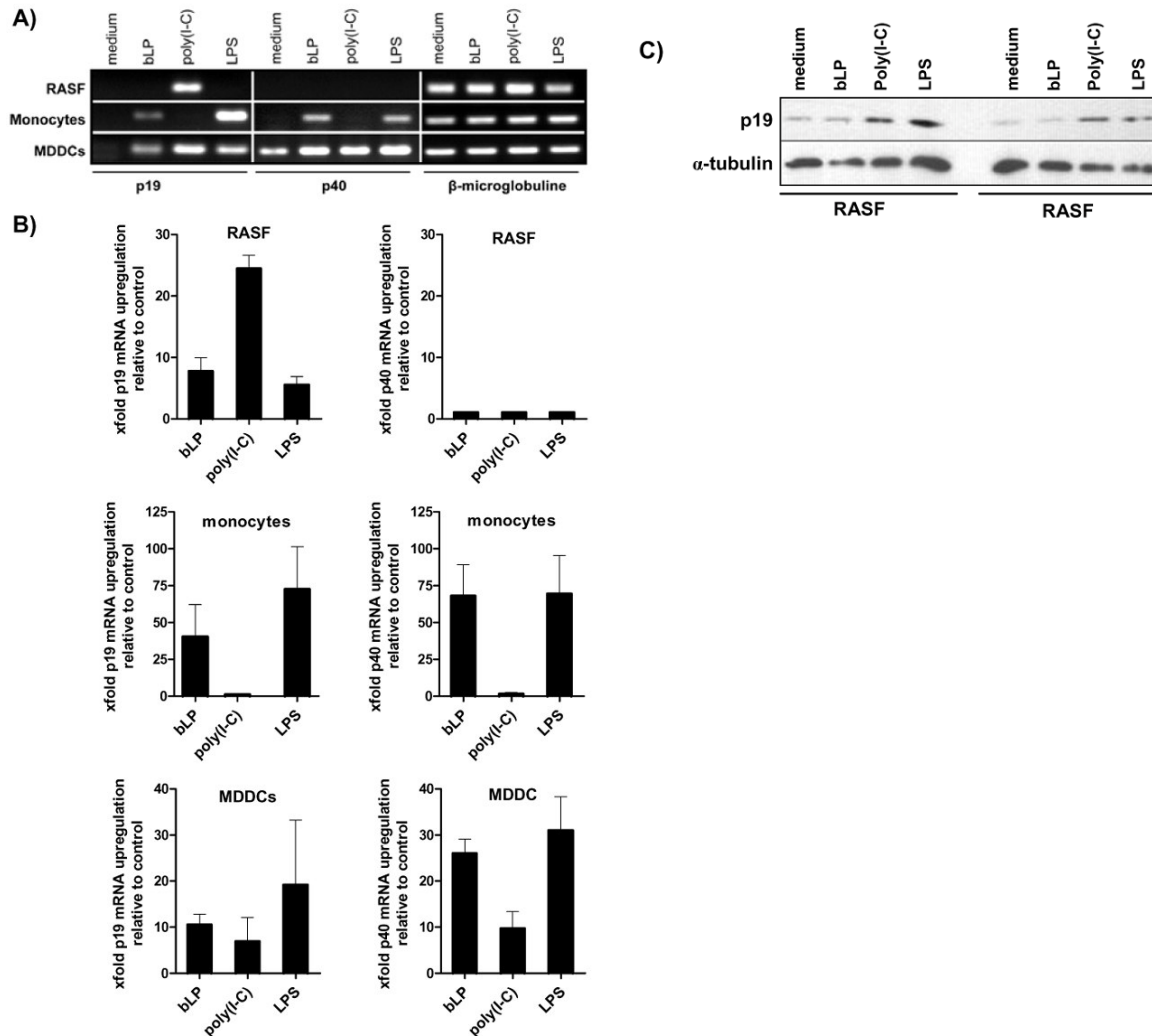 A)
medium bLP poly(I-C) LPS medium bLP poly(I-C) LPS medium bLP poly(I-C) LPS
RASF
Monocytes
MDDCs
p19 p40 β-microglobuline
B)
RASF
xfold p19 mRNA upregulation
relative to control
30
20
10
0
bLP poly(I-C) LPS
RASF
xfold p40 mRNA upregulation
relative to control
30
20
10
0
bLP poly(I-C) LPS
monocytes
xfold p19 mRNA upregulation
relative to control
125
100
75
50
25
0
bLP poly(I-C) LPS
monocytes
xfold p40 mRNA upregulation
relative to control
125
100
75
50
25
0
bLP poly(I-C) LPS
MDDCs
xfold p19 mRNA upregulation
relative to control
40
30
20
10
0
bLP poly(I-C) LPS
MDDC
xfold p40 mRNA upregulation
relative to control
40
30
20
10
0
bLP poly(I-C) LPS
C)
medium bLP Poly(I-C) LPS medium bLP Poly(I-C) LPS
p19
α-tubulin
RASF RASF